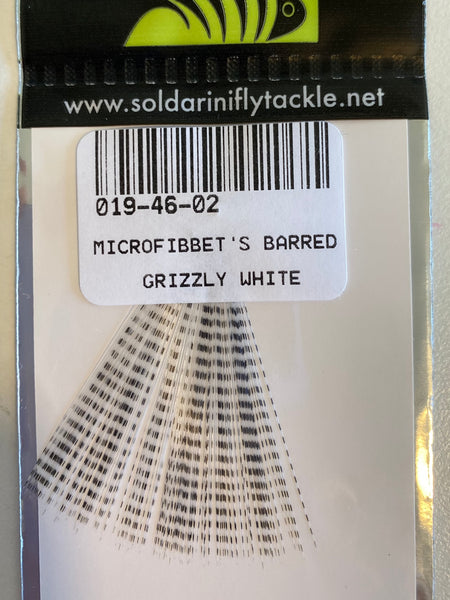 www.soldariniflytackle.net
019-46-02
MICROFIBBET'S BARRED
GRIZZLY WHITE